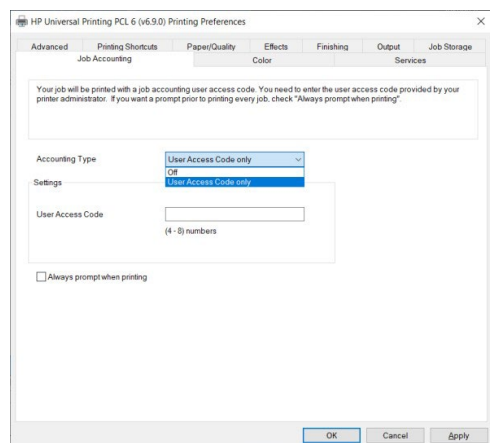 HP Universal Printing PCL 6 (v6.9.0) Printing Preferences
Advanced Printing Shortcuts Paper/Quality Effects Finishing Output Job Storage
Job Accounting Color Services
Your job will be printed with a job accounting user access code. You need to enter the user access code provided by your
printer administrator. If you want a prompt prior to printing every job, check "Always prompt when printing".
Accounting Type User Access Code only
Off
User Access Code only
Settings
User Access Code
(4 - 8) numbers
Always prompt when printing
OK Cancel Apply